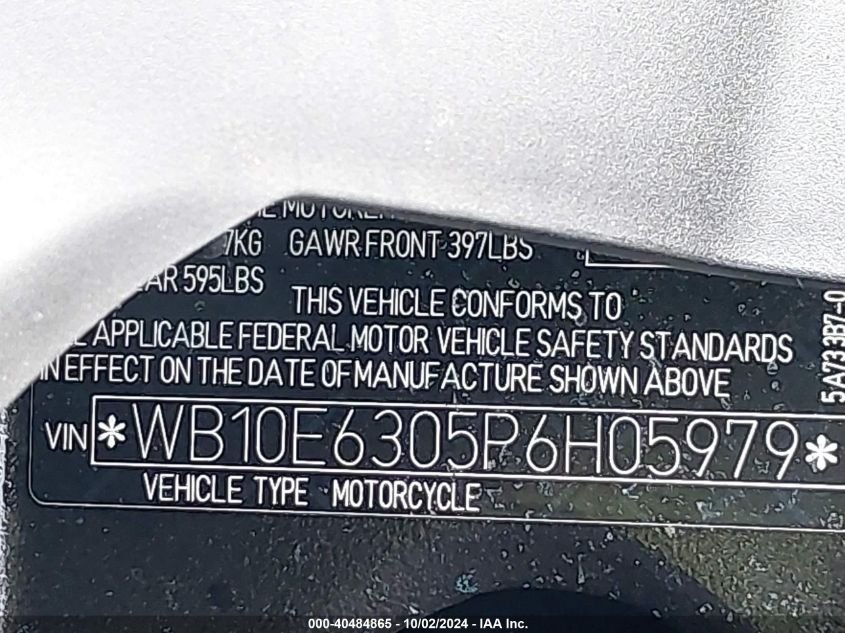 7KG GAWR FRONT 397LBS
595LBS
THIS VEHICLE CONFORMS TO
APPLICABLE FEDERAL MOTOR VEHICLE SAFETY STANDARDS
IN EFFECT ON THE DATE OF MANUFACTURE SHOWN ABOVE
VIN *WB10E6305P6H05979*
VEHICLE TYPE MOTORCYCLE
5A733B7-0
000-40484865 - 10/02/2024 - IAA Inc.